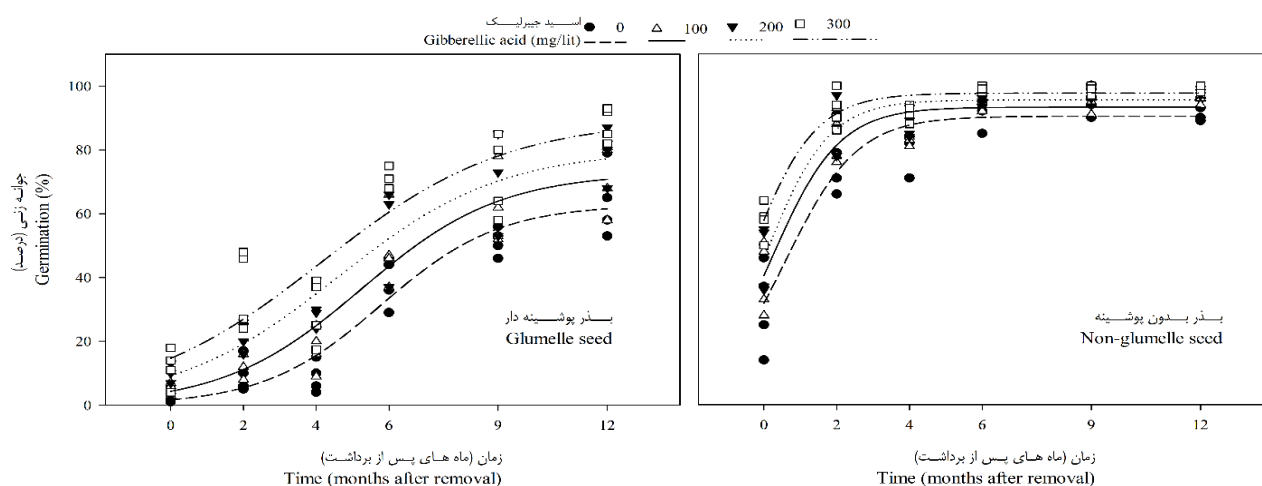 اسید جیبرلیک
Gibberellic acid (mg/lit)
0 100 200 300
جوانه زنی (درصد)
Germination (%)
100
80
60
40
20
0
بذر پوشینه دار
Glumelle seed
0 2 4 6 9 12
زمان (ماه های پس از برداشت)
Time (months after removal)
بذر بدون پوشینه
Non-glumelle seed
0 2 4 6 9 12
زمان (ماه های پس از برداشت)
Time (months after removal)